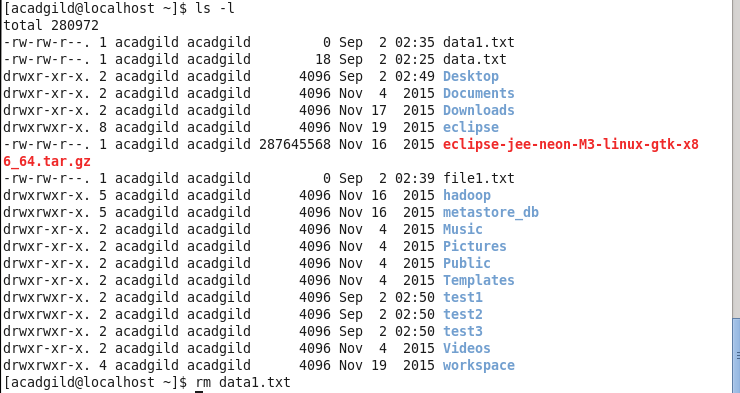 [acadgild@localhost ~]$ ls -l
total 280972
-rw-rw-r--. 1 acadgild acadgild         0 Sep  2 02:35 data1.txt
-rw-rw-r--. 1 acadgild acadgild        18 Sep  2 02:25 data.txt
drwxr-xr-x. 2 acadgild acadgild      4096 Sep  2 02:49 Desktop
drwxr-xr-x. 2 acadgild acadgild      4096 Nov  4  2015 Documents
drwxr-xr-x. 2 acadgild acadgild      4096 Nov 17  2015 Downloads
drwxrwxr-x. 8 acadgild acadgild      4096 Nov 19  2015 eclipse
-rw-rw-r--. 1 acadgild acadgild 287645568 Nov 16  2015 eclipse-jee-neon-M3-linux-gtk-x8
6_64.tar.gz
-rw-rw-r--. 1 acadgild acadgild         0 Sep  2 02:39 file1.txt
drwxrwxr-x. 5 acadgild acadgild      4096 Nov 16  2015 hadoop
drwxrwxr-x. 5 acadgild acadgild      4096 Nov 16  2015 metastore_db
drwxr-xr-x. 2 acadgild acadgild      4096 Nov  4  2015 Music
drwxr-xr-x. 2 acadgild acadgild      4096 Nov  4  2015 Pictures
drwxr-xr-x. 2 acadgild acadgild      4096 Nov  4  2015 Public
drwxr-xr-x. 2 acadgild acadgild      4096 Nov  4  2015 Templates
drwxrwxr-x. 2 acadgild acadgild      4096 Sep  2 02:50 test1
drwxrwxr-x. 2 acadgild acadgild      4096 Sep  2 02:50 test2
drwxrwxr-x. 2 acadgild acadgild      4096 Sep  2 02:50 test3
drwxr-xr-x. 2 acadgild acadgild      4096 Nov  4  2015 Videos
drwxrwxr-x. 4 acadgild acadgild      4096 Nov 19  2015 workspace
[acadgild@localhost ~]$ rm data1.txt